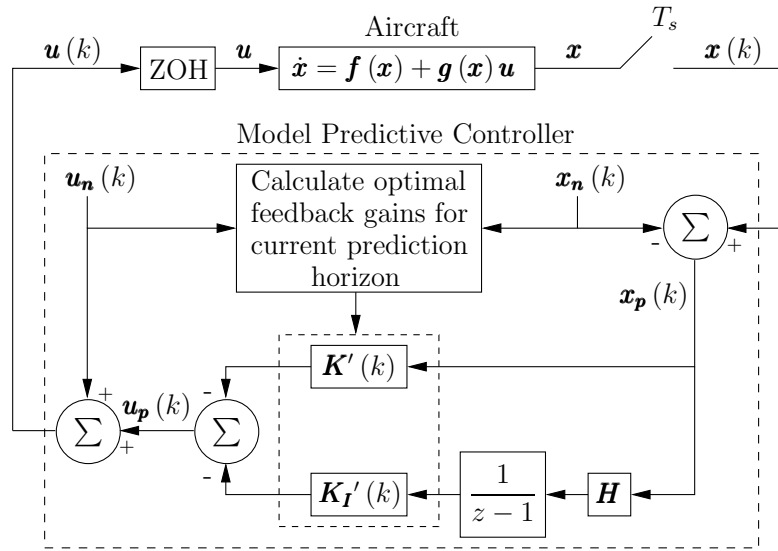 Aircraft
T_s
u (k)
ZOH
u
ẋ = f (x) + g (x) u
x
x (k)
Model Predictive Controller
u_n (k)
Calculate optimal
feedback gains for
current prediction
horizon
x_n (k)
Σ
-
+
x_p (k)
K′ (k)
-
+
Σ
+
u_p (k)
Σ
-
K_I′ (k)
1
z − 1
H